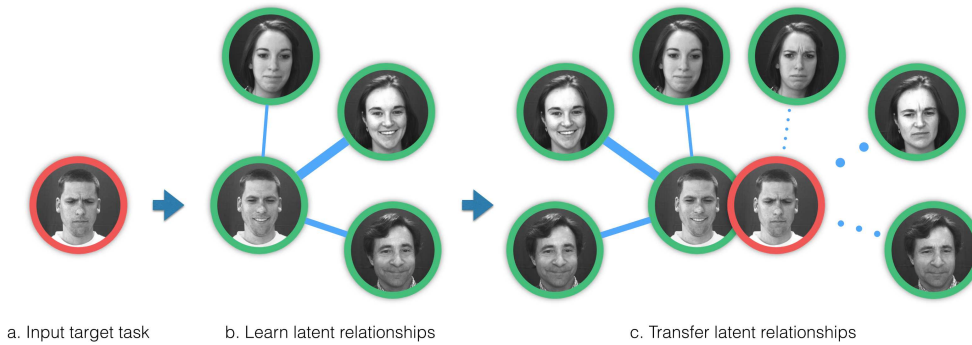 a. Input target task
b. Learn latent relationships
c. Transfer latent relationships